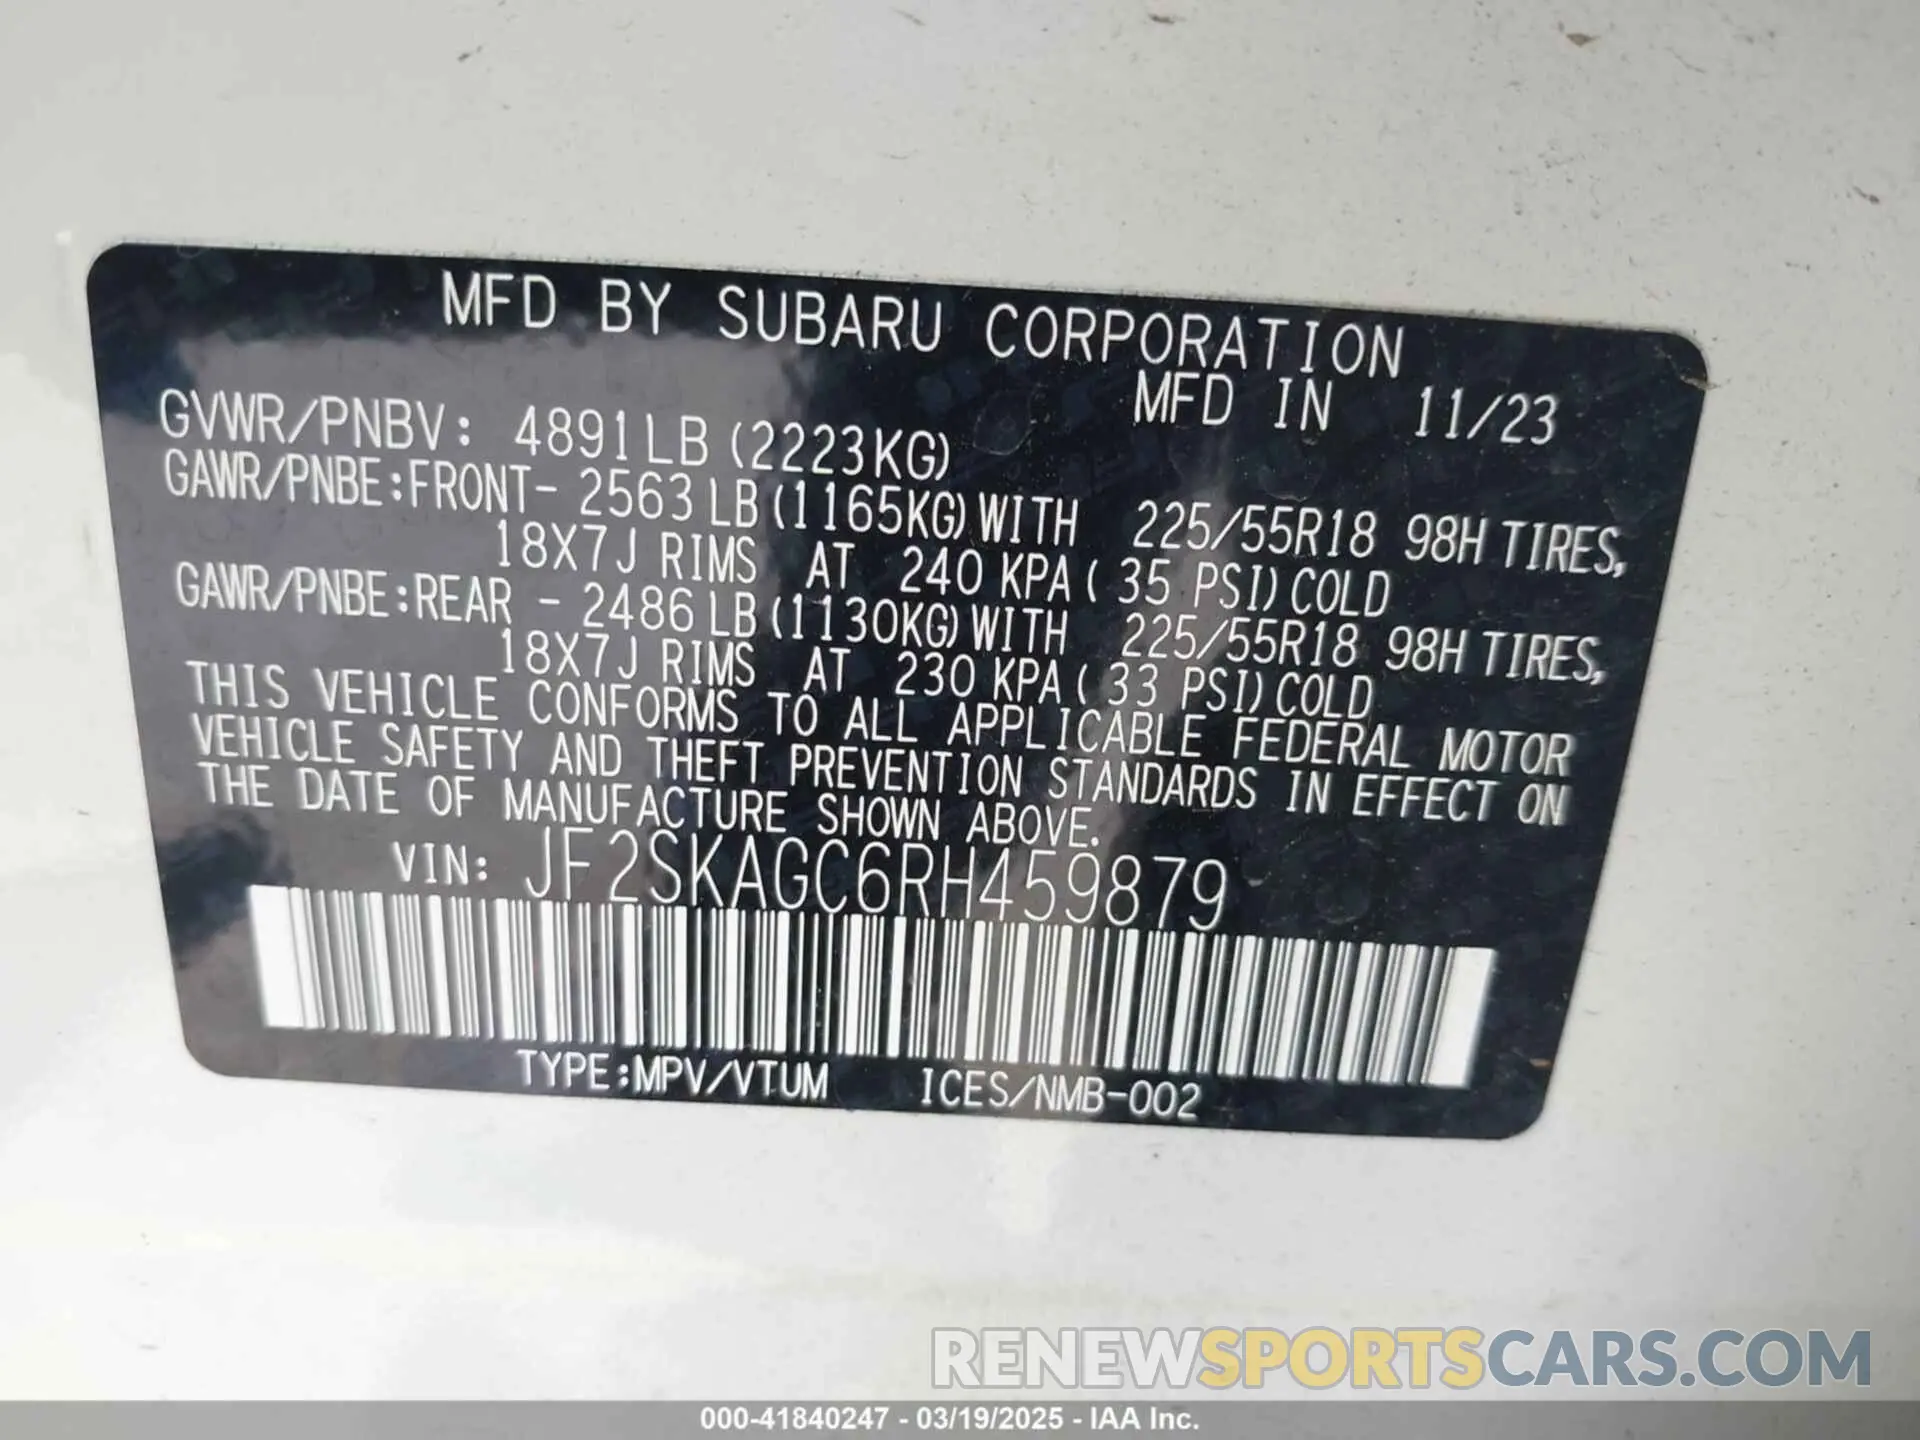 MFD BY SUBARU CORPORATION
MFD IN 11/23
GVWR/PNBV: 4891LB (2223KG)
GAWR/PNBE:FRONT- 2563LB(1165KG)WITH 225/55R18 98H TIRES,
18X7J RIMS AT 240 KPA( 35 PSI)COLD
GAWR/PNBE:REAR - 2486LB(1130KG)WITH 225/55R18 98H TIRES,
18X7J RIMS AT 230 KPA( 33 PSI)COLD
THIS VEHICLE CONFORMS TO ALL APPLICABLE FEDERAL MOTOR
VEHICLE SAFETY AND THEFT PREVENTION STANDARDS IN EFFECT ON
THE DATE OF MANUFACTURE SHOWN ABOVE.
VIN: JF2SKAGC6RH459879
TYPE:MPV/VTUM ICES/NMB-002
RENEWSPORTSCARS.COM
000-41840247 - 03/19/2025 - IAA Inc.